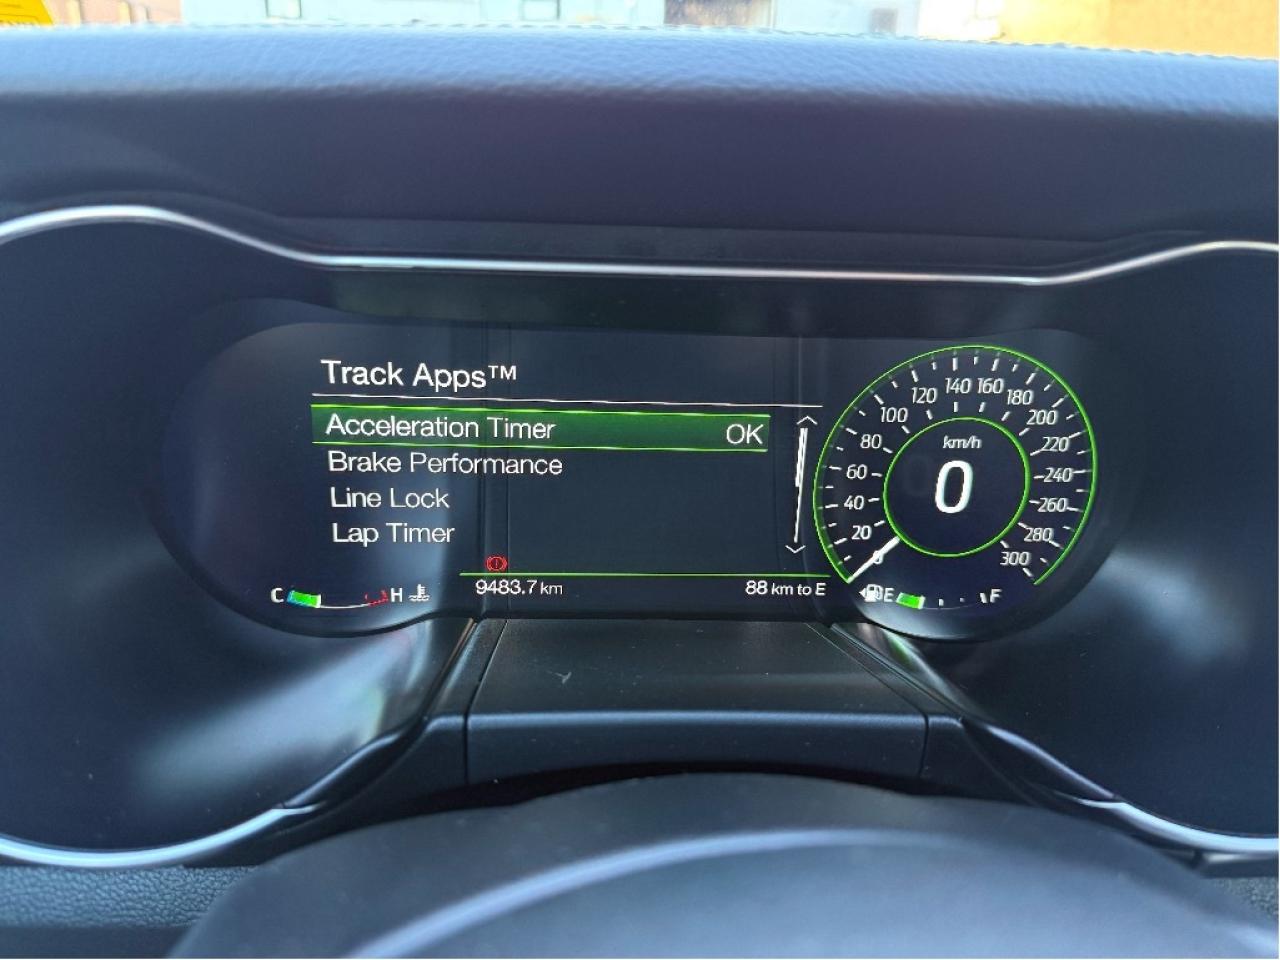 Track Apps™
Acceleration Timer OK
Brake Performance
Line Lock
Lap Timer
9483.7 km 88 km to E
C H
E F
km/h
0
0 20 40 60 80 100 120 140 160 180 200 220 240 260 280 300